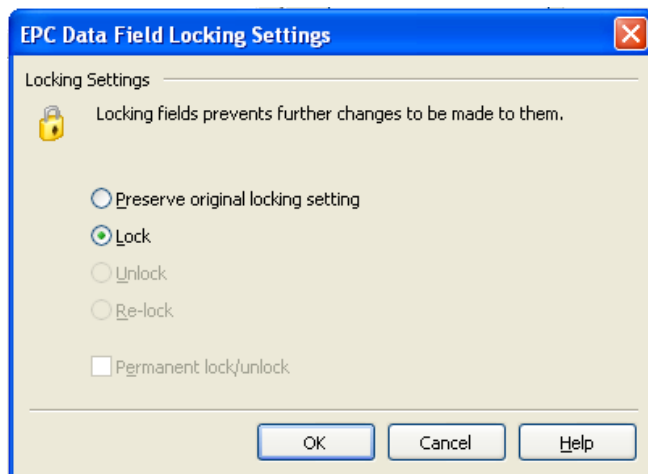 EPC Data Field Locking Settings
Locking Settings
Locking fields prevents further changes to be made to them.
Preserve original locking setting
Lock
Unlock
Re-lock
Permanent lock/unlock
OK Cancel Help